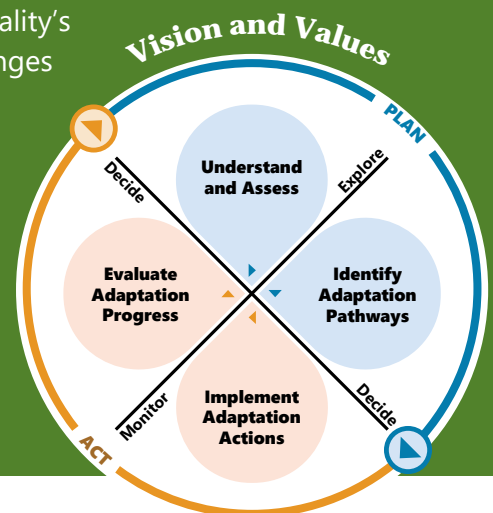 ality's
nges
Vision and Values
PLAN
Decide
Understand
and Assess
Explore
Evaluate
Adaptation
Progress
Identify
Adaptation
Pathways
Monitor
Implement
Adaptation
Actions
Decide
ACT